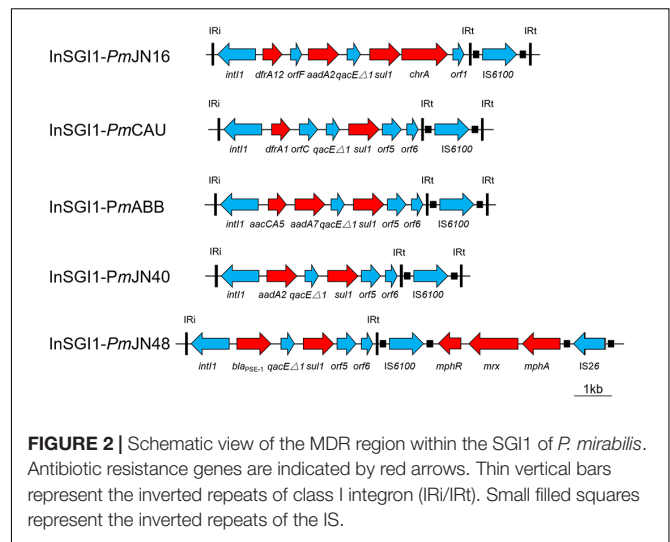 IRi IRt IRt
InSGI1-PmJN16
intI1 dfrA12 orfF aadA2 qacE△1 sul1 chrA orf1 IS6100
IRi IRt IRt
InSGI1-PmCAU
intI1 dfrA1 orfC qacE△1 sul1 orf5 orf6 IS6100
IRi IRt IRt
InSGI1-PmABB
intI1 aacCA5 aadA7 qacE△1 sul1 orf5 orf6 IS6100
IRi IRt IRt
InSGI1-PmJN40
intI1 aadA2 qacE△1 sul1 orf5 orf6 IS6100
IRi IRt
InSGI1-PmJN48
intI1 blaPSE-1 qacE△1 sul1 orf5 orf6 IS6100 mphR mrx mphA IS26
1kb
FIGURE 2 | Schematic view of the MDR region within the SGI1 of P. mirabilis.
Antibiotic resistance genes are indicated by red arrows. Thin vertical bars
represent the inverted repeats of class I integron (IRi/IRt). Small filled squares
represent the inverted repeats of the IS.